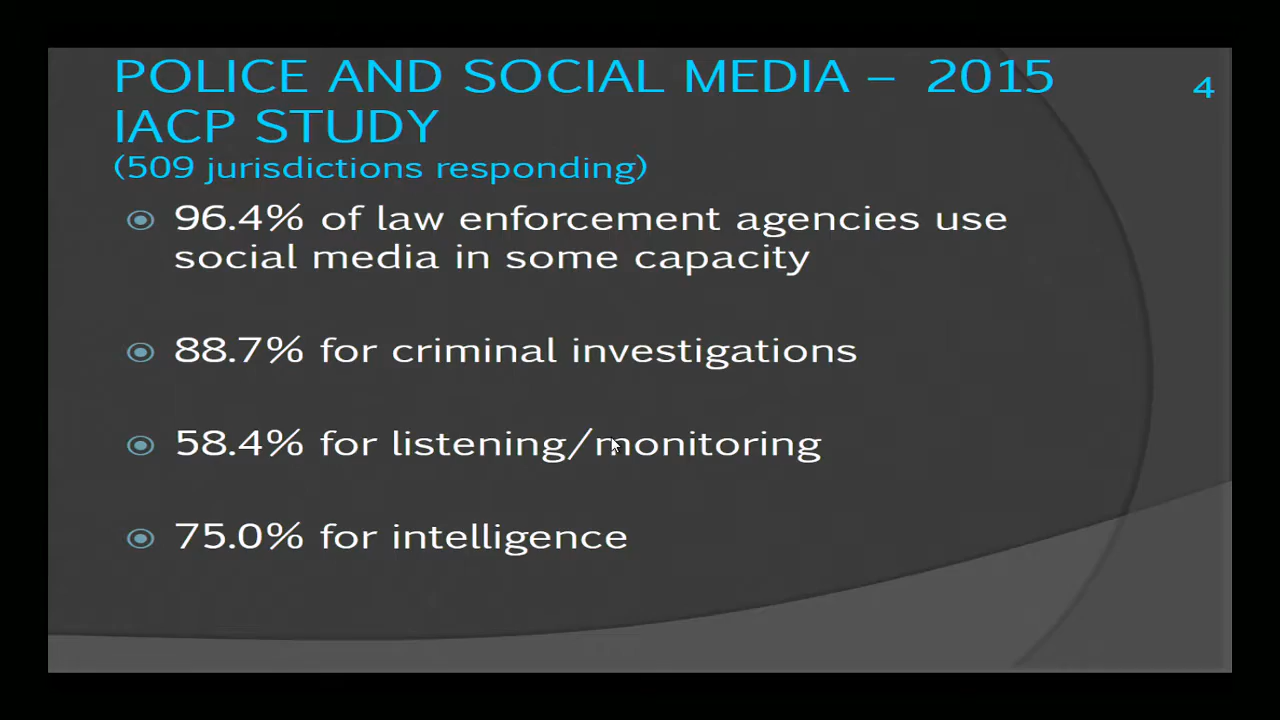 POLICE AND SOCIAL MEDIA – 2015
4
IACP STUDY
(509 jurisdictions responding)
96.4% of law enforcement agencies use
social media in some capacity
88.7% for criminal investigations
58.4% for listening/monitoring
75.0% for intelligence